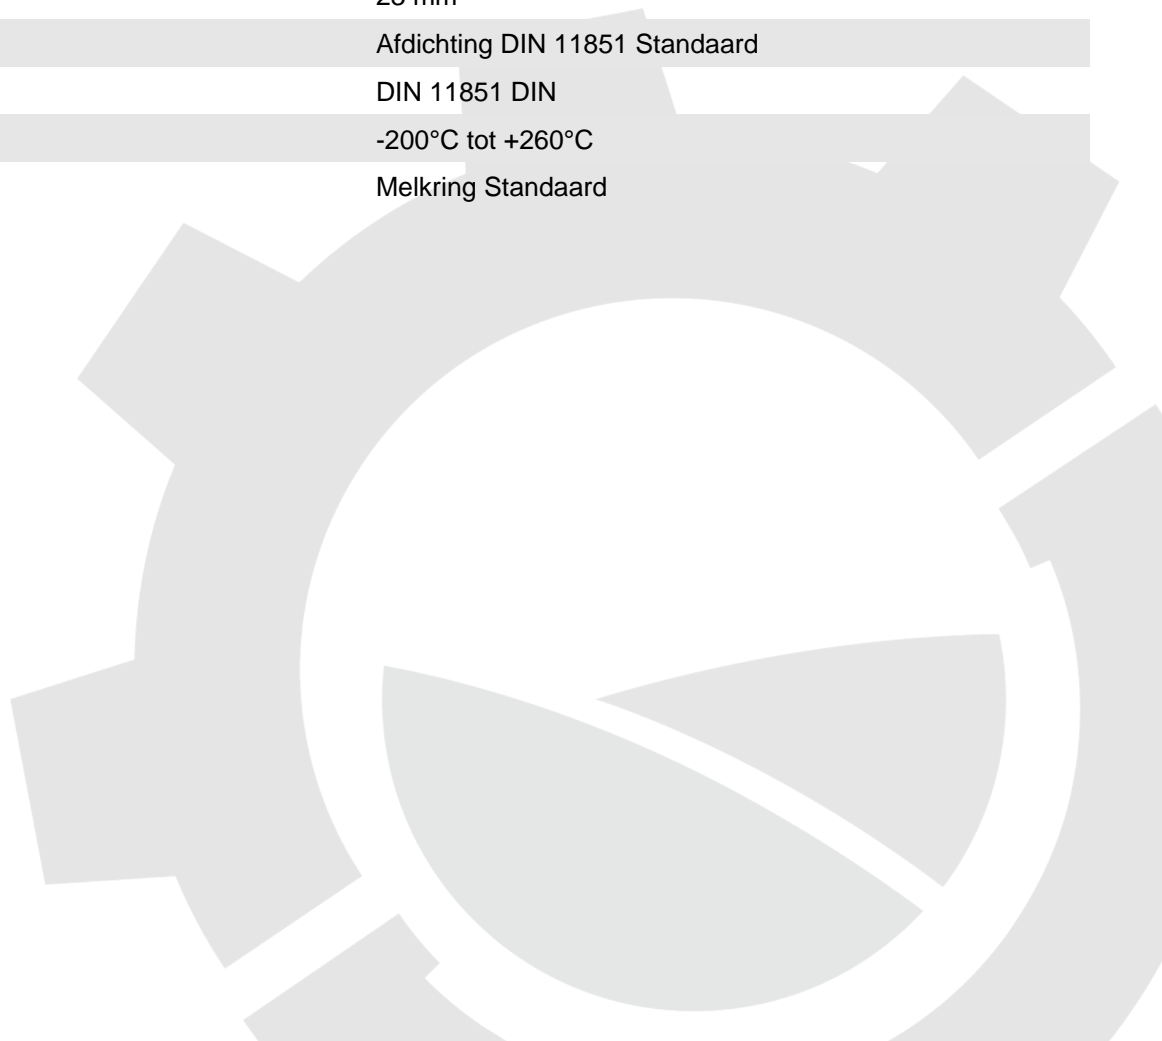 Afdichting DIN 11851 Standaard
DIN 11851 DIN
-200°C tot +260°C
Melkring Standaard